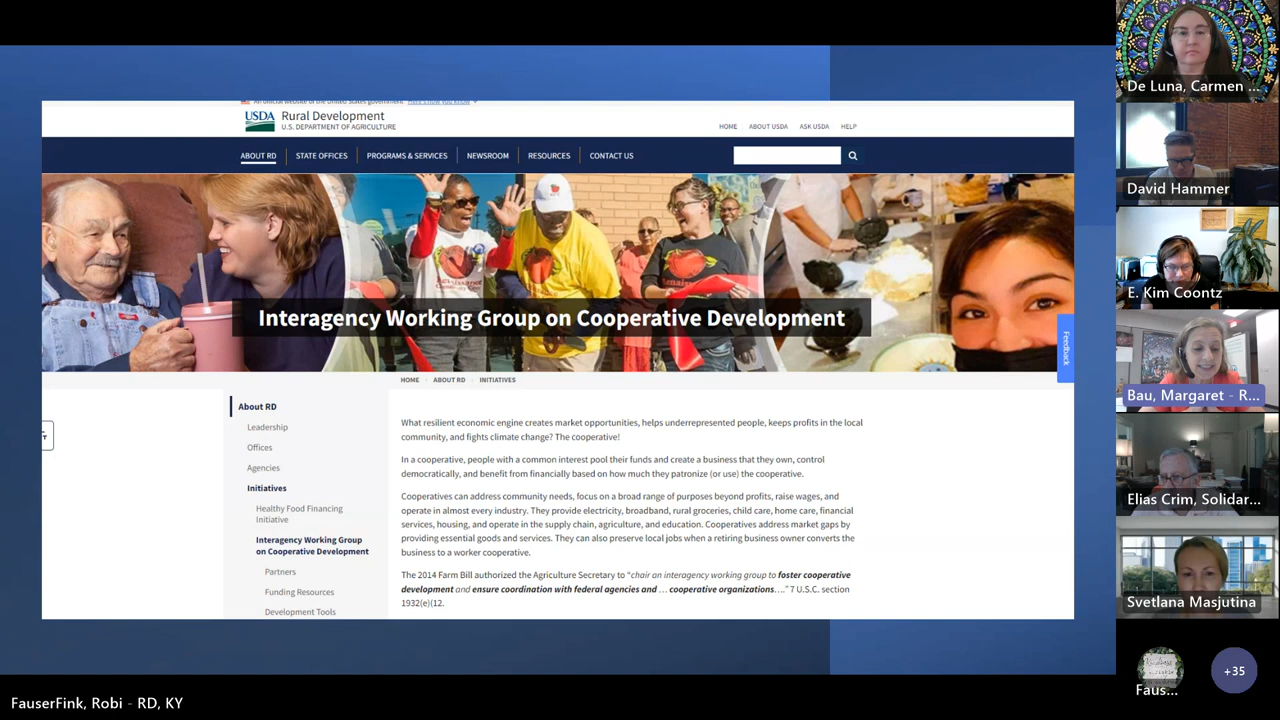 An official website of the United States government Here's how you know
USDA Rural Development
U.S. DEPARTMENT OF AGRICULTURE
HOME ABOUT USDA ASK USDA HELP
ABOUT RD STATE OFFICES PROGRAMS & SERVICES NEWSROOM RESOURCES CONTACT US
Interagency Working Group on Cooperative Development
Feedback
HOME ABOUT RD INITIATIVES
About RD
Leadership
Offices
Agencies
Initiatives
Healthy Food Financing
Initiative
Interagency Working Group
on Cooperative Development
Partners
Funding Resources
Development Tools
What resilient economic engine creates market opportunities, helps underrepresented people, keeps profits in the local
community, and fights climate change? The cooperative!
In a cooperative, people with a common interest pool their funds and create a business that they own, control
democratically, and benefit from financially based on how much they patronize (or use) the cooperative.
Cooperatives can address community needs, focus on a broad range of purposes beyond profits, raise wages, and
operate in almost every industry. They provide electricity, broadband, rural groceries, child care, home care, financial
services, housing, and operate in the supply chain, agriculture, and education. Cooperatives address market gaps by
providing essential goods and services. They can also preserve local jobs when a retiring business owner converts the
business to a worker cooperative.
The 2014 Farm Bill authorized the Agriculture Secretary to “chair an interagency working group to foster cooperative
development and ensure coordination with federal agencies and … cooperative organizations….” 7 U.S.C. section
1932(e)(12.
De Luna, Carmen ...
David Hammer
E. Kim Coontz
Bau, Margaret - R...
Elias Crim, Solidar...
Svetlana Masjutina
Faus...
+35
FauserFink, Robi - RD, KY